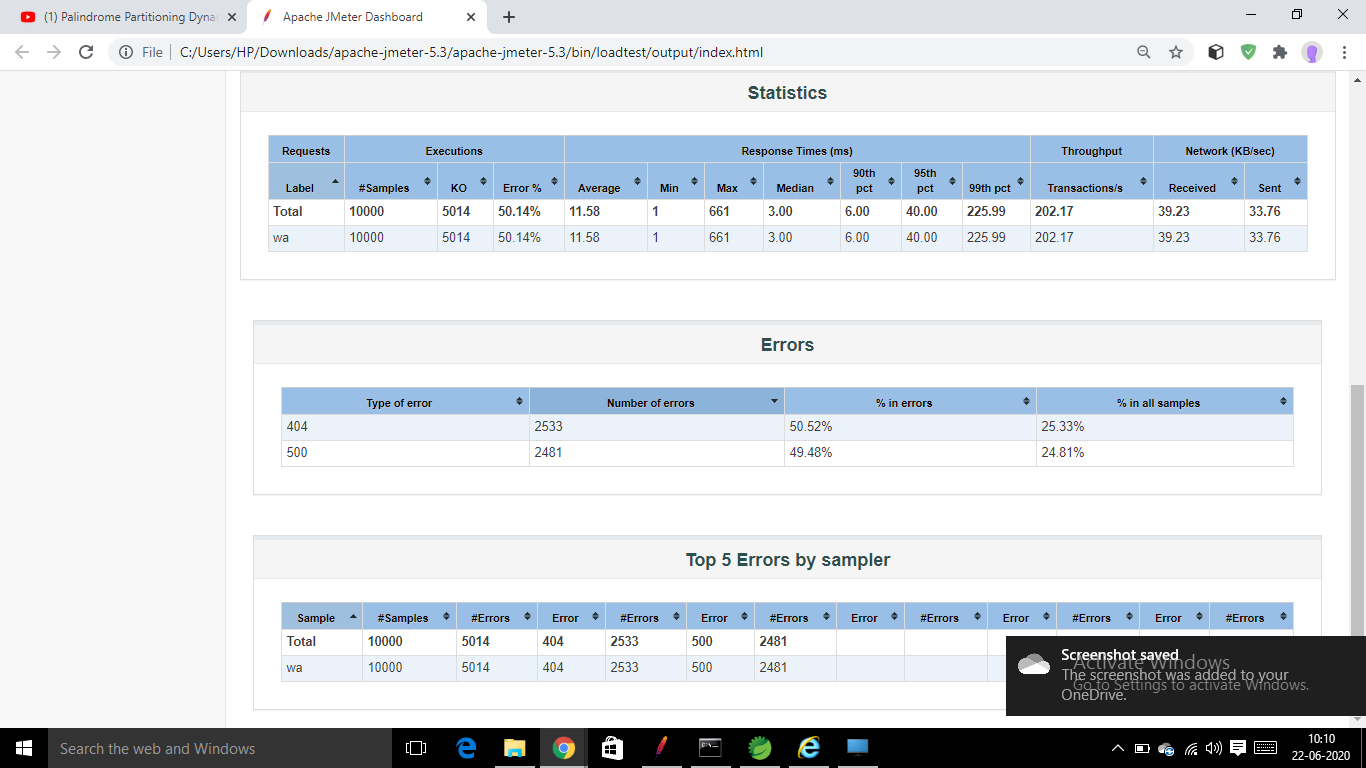 (1) Palindrome Partitioning Dyna
Apache JMeter Dashboard
File C:/Users/HP/Downloads/apache-jmeter-5.3/apache-jmeter-5.3/bin/loadtest/output/index.html
Statistics
Requests Executions Response Times (ms) Throughput Network (KB/sec)
Label #Samples KO Error % Average Min Max Median 90th pct 95th pct 99th pct Transactions/s Received Sent
Total 10000 5014 50.14% 11.58 1 661 3.00 6.00 40.00 225.99 202.17 39.23 33.76
wa 10000 5014 50.14% 11.58 1 661 3.00 6.00 40.00 225.99 202.17 39.23 33.76
Errors
Type of error Number of errors % in errors % in all samples
404 2533 50.52% 25.33%
500 2481 49.48% 24.81%
Top 5 Errors by sampler
Sample #Samples #Errors Error #Errors Error #Errors Error #Errors Error #Errors Error #Errors
Total 10000 5014 404 2533 500 2481
wa 10000 5014 404 2533 500 2481
Screenshot saved
The screenshot was added to your
OneDrive.
Activate Windows
Go to Settings to activate Windows.
Search the web and Windows
10:10
22-06-2020